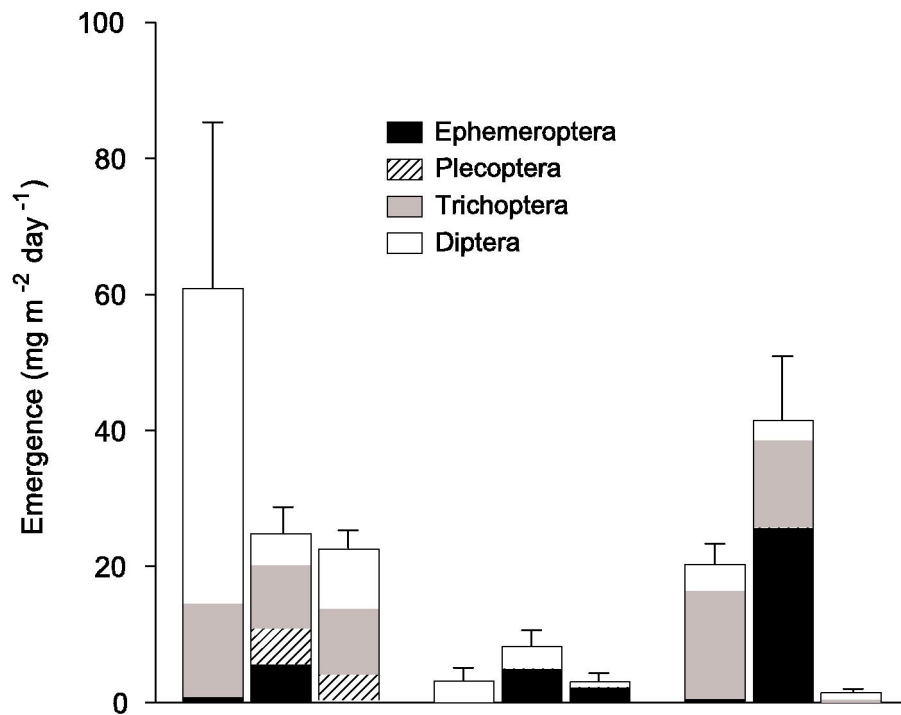 100
80
60
40
20
0
Emergence (mg m⁻² day⁻¹)
Ephemeroptera
Plecoptera
Trichoptera
Diptera